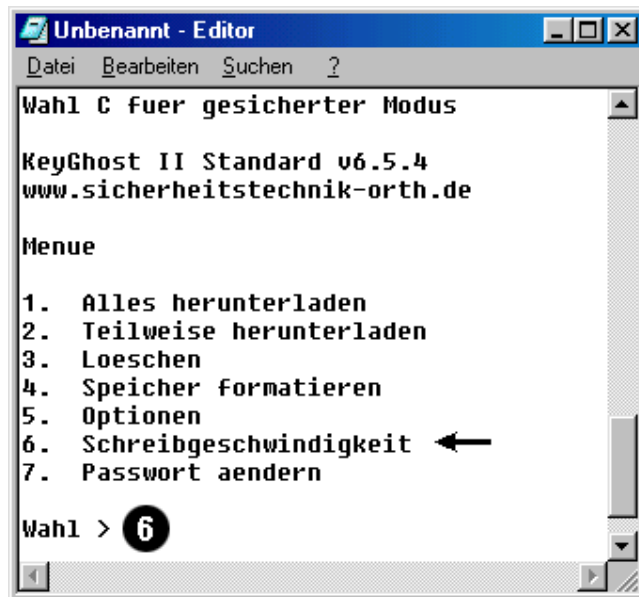 Unbenannt - Editor
Datei Bearbeiten Suchen ?
Wahl C fuer gesicherter Modus
KeyGhost II Standard v6.5.4
www.sicherheitstechnik-orth.de
Menue
1. Alles herunterladen
2. Teilweise herunterladen
3. Loeschen
4. Speicher formatieren
5. Optionen
6. Schreibgeschwindigkeit
7. Passwort aendern
Wahl > 6